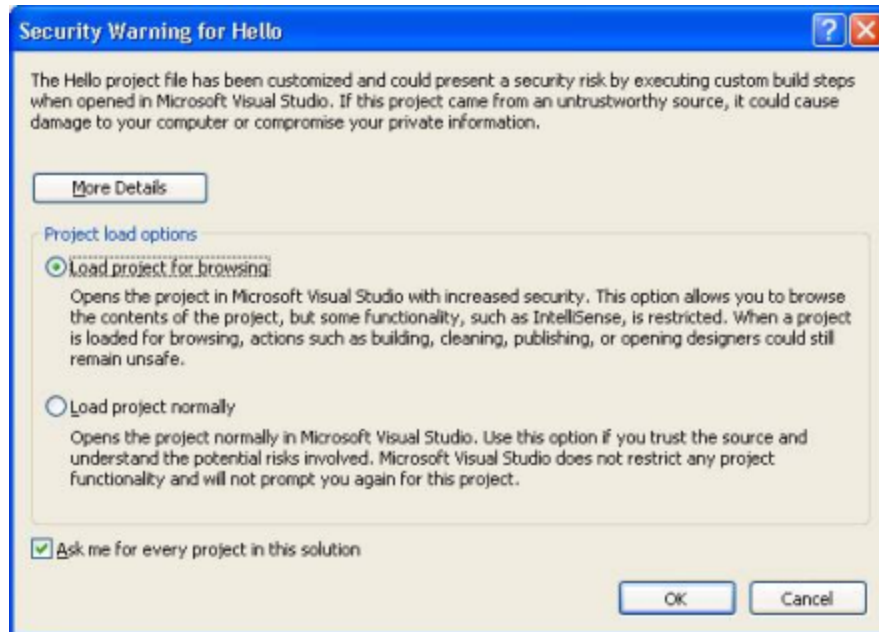 Security Warning for Hello
The Hello project file has been customized and could present a security risk by executing custom build steps
when opened in Microsoft Visual Studio. If this project came from an untrustworthy source, it could cause
damage to your computer or compromise your private information.
More Details
Project load options
Load project for browsing
Opens the project in Microsoft Visual Studio with increased security. This option allows you to browse
the contents of the project, but some functionality, such as IntelliSense, is restricted. When a project
is loaded for browsing, actions such as building, cleaning, publishing, or opening designers could still
remain unsafe.
Load project normally
Opens the project normally in Microsoft Visual Studio. Use this option if you trust the source and
understand the potential risks involved. Microsoft Visual Studio does not restrict any project
functionality and will not prompt you again for this project.
Ask me for every project in this solution
OK Cancel